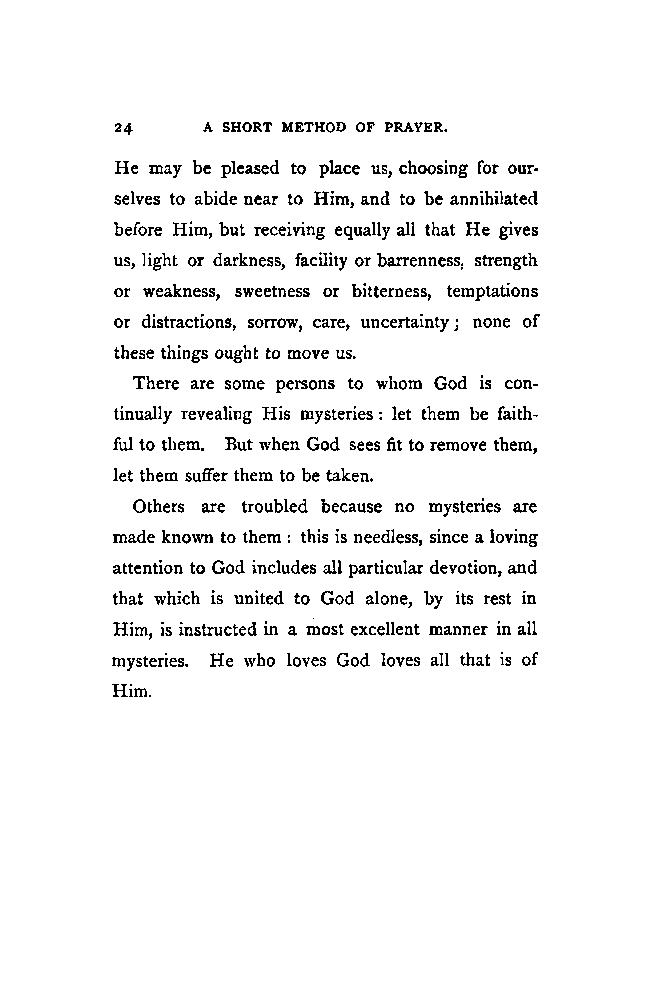 24 A SHORT METHOD OF PRAYER.
He may be pleased to place us, choosing for our-
selves to abide near to Him, and to be annihilated
before Him, but receiving equally all that He gives
us, light or darkness, facility or barrenness, strength
or weakness, sweetness or bitterness, temptations
or distractions, sorrow, care, uncertainty ; none of
these things ought to move us.
There are some persons to whom God is con-
tinually revealing His mysteries : let them be faith-
ful to them. But when God sees fit to remove them,
let them suffer them to be taken.
Others are troubled because no mysteries are
made known to them : this is needless, since a loving
attention to God includes all particular devotion, and
that which is united to God alone, by its rest in
Him, is instructed in a most excellent manner in all
mysteries. He who loves God loves all that is of
Him.